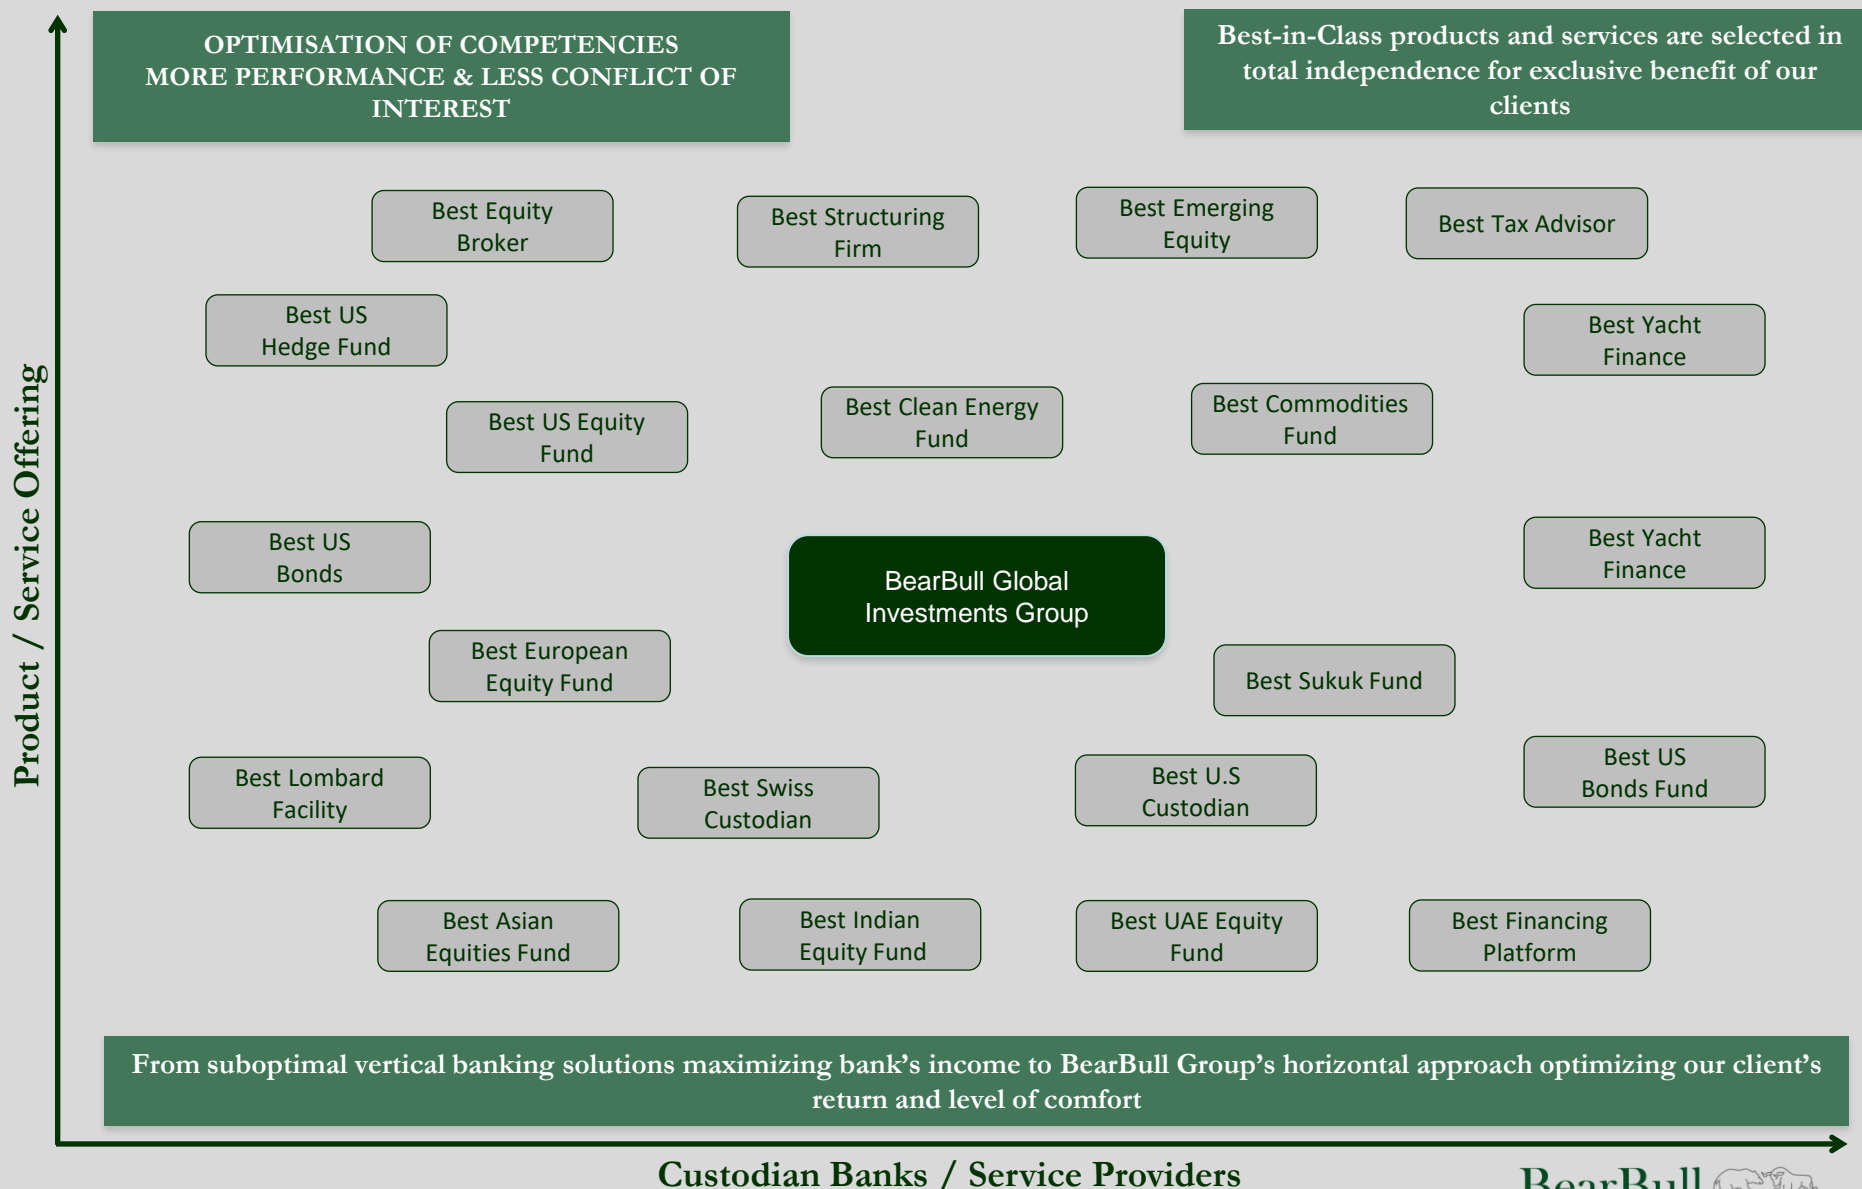 OPTIMISATION OF COMPETENCIES
MORE PERFORMANCE & LESS CONFLICT OF
INTEREST
Best-in-Class products and services are selected in
total independence for exclusive benefit of our
clients
Product / Service Offering
Best Equity
Broker
Best Structuring
Firm
Best Emerging
Equity
Best Tax Advisor
Best US
Hedge Fund
Best Yacht
Finance
Best US Equity
Fund
Best Clean Energy
Fund
Best Commodities
Fund
Best US
Bonds
BearBull Global
Investments Group
Best Yacht
Finance
Best European
Equity Fund
Best Sukuk Fund
Best Lombard
Facility
Best Swiss
Custodian
Best U.S
Custodian
Best US
Bonds Fund
Best Asian
Equities Fund
Best Indian
Equity Fund
Best UAE Equity
Fund
Best Financing
Platform
From suboptimal vertical banking solutions maximizing bank's income to BearBull Group's horizontal approach optimizing our client's
return and level of comfort
Custodian Banks / Service Providers
BearBull